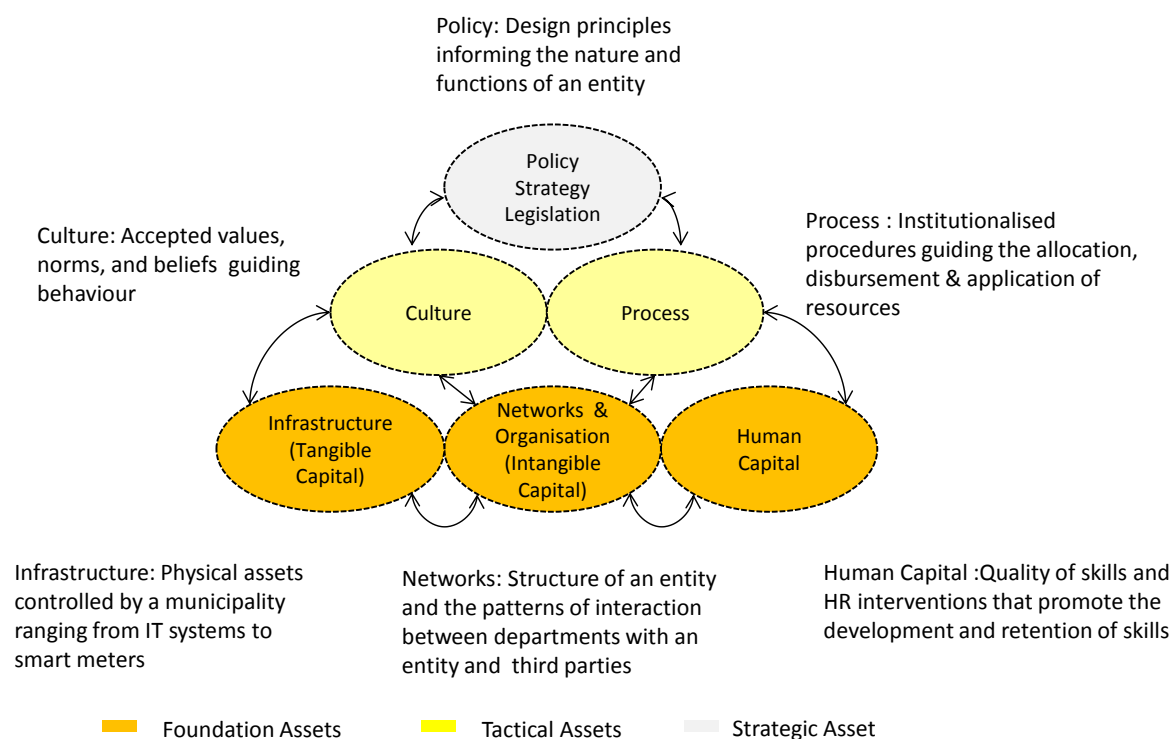 Policy: Design principles
informing the nature and
functions of an entity
Policy
Strategy
Legislation
Culture: Accepted values,
norms, and beliefs guiding
behaviour
Process : Institutionalised
procedures guiding the allocation,
disbursement & application of
resources
Culture
Process
Infrastructure
(Tangible
Capital)
Networks &
Organisation
(Intangible
Capital)
Human
Capital
Infrastructure: Physical assets
controlled by a municipality
ranging from IT systems to
smart meters
Networks: Structure of an entity
and the patterns of interaction
between departments with an
entity and third parties
Human Capital :Quality of skills and
HR interventions that promote the
development and retention of skills
Foundation Assets
Tactical Assets
Strategic Asset